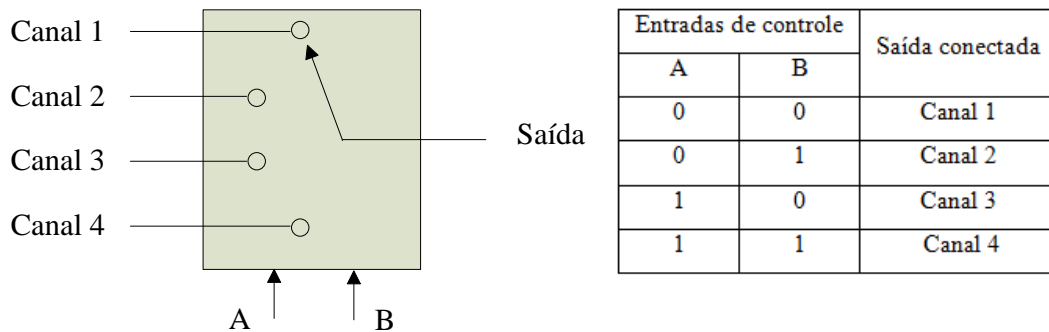 Canal 1
Canal 2
Canal 3
Canal 4
Saída
A B
Entradas de controle Saída conectada
A B
0 0 Canal 1
0 1 Canal 2
1 0 Canal 3
1 1 Canal 4